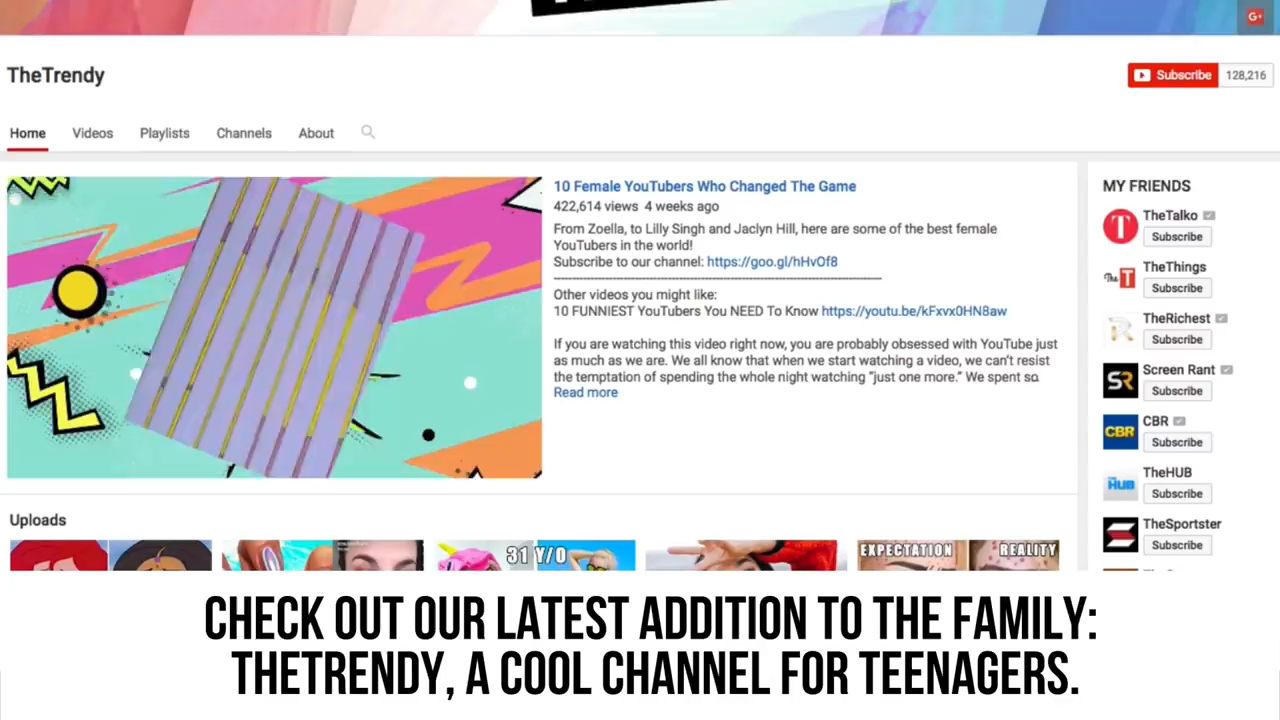 G+
TheTrendy
Subscribe 128,216
Home Videos Playlists Channels About
10 Female YouTubers Who Changed The Game
422,614 views 4 weeks ago
From Zoella, to Lilly Singh and Jaclyn Hill, here are some of the best female
YouTubers in the world!
Subscribe to our channel: https://goo.gl/hHvOf8
Other videos you might like:
10 FUNNIEST YouTubers You NEED To Know https://youtu.be/kFxvx0HN8aw
If you are watching this video right now, you are probably obsessed with YouTube just
as much as we are. We all know that when we start watching a video, we can't resist
the temptation of spending the whole night watching "just one more." We spent so
Read more
MY FRIENDS
T
TheTalko
Subscribe
The T
TheThings
Subscribe
R
TheRichest
Subscribe
SR
Screen Rant
Subscribe
CBR
CBR
Subscribe
THE HUB
TheHUB
Subscribe
TheSportster
Subscribe
Uploads
31 Y/O
EXPECTATION
REALITY
CHECK OUT OUR LATEST ADDITION TO THE FAMILY:
THETRENDY, A COOL CHANNEL FOR TEENAGERS.